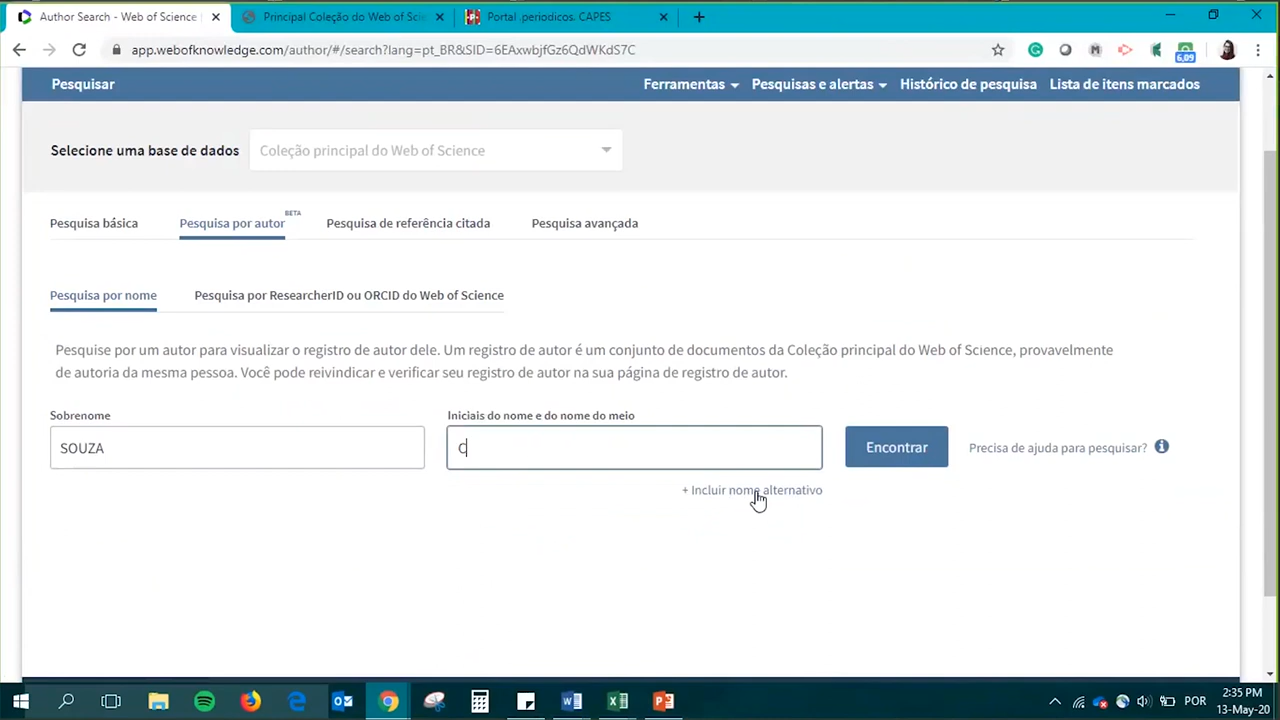 Author Search - Web of Science
Principal Coleção do Web of Scie
Portal .periodicos. CAPES
app.webofknowledge.com/author/#/search?lang=pt_BR&SID=6EAxwbjfGz6QdWKdS7C
6,09
Pesquisar
Ferramentas
Pesquisas e alertas
Histórico de pesquisa
Lista de itens marcados
Selecione uma base de dados
Coleção principal do Web of Science
Pesquisa básica
Pesquisa por autor
BETA
Pesquisa de referência citada
Pesquisa avançada
Pesquisa por nome
Pesquisa por ResearcherID ou ORCID do Web of Science
Pesquise por um autor para visualizar o registro de autor dele. Um registro de autor é um conjunto de documentos da Coleção principal do Web of Science, provavelmente
de autoria da mesma pessoa. Você pode reivindicar e verificar seu registro de autor na sua página de registro de autor.
Sobrenome
Iniciais do nome e do nome do meio
SOUZA
C
Encontrar
Precisa de ajuda para pesquisar?
+ Incluir nome alternativo
POR
2:35 PM
13-May-20